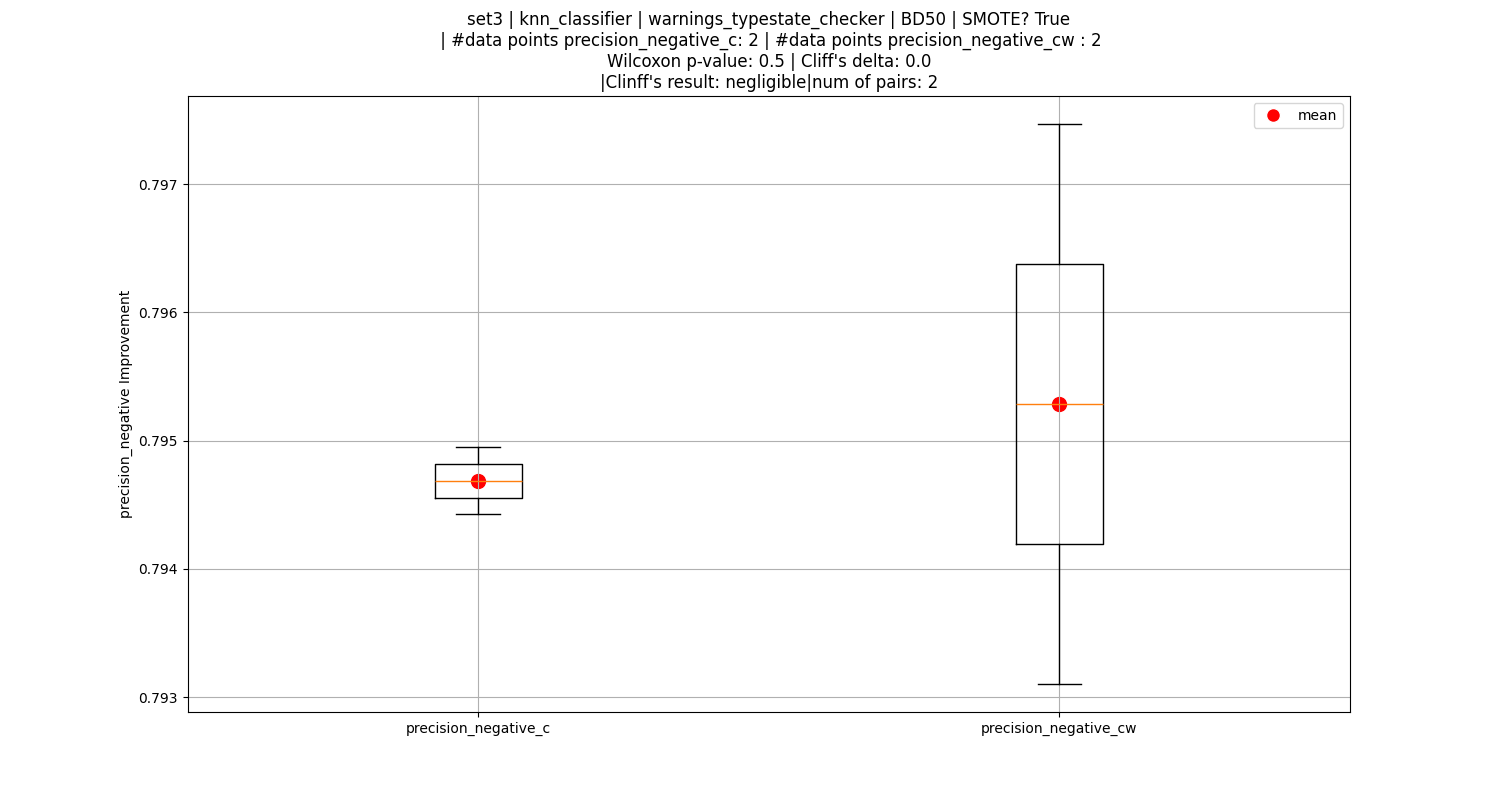 set3 | knn_classifier | warnings_typestate_checker | BD50 | SMOTE? True
| #data points precision_negative_c: 2 | #data points precision_negative_cw : 2
Wilcoxon p-value: 0.5 | Cliff's delta: 0.0
|Clinff's result: negligible|num of pairs: 2
mean
0.797
0.796
0.795
0.794
0.793
precision_negative Improvement
precision_negative_c
precision_negative_cw